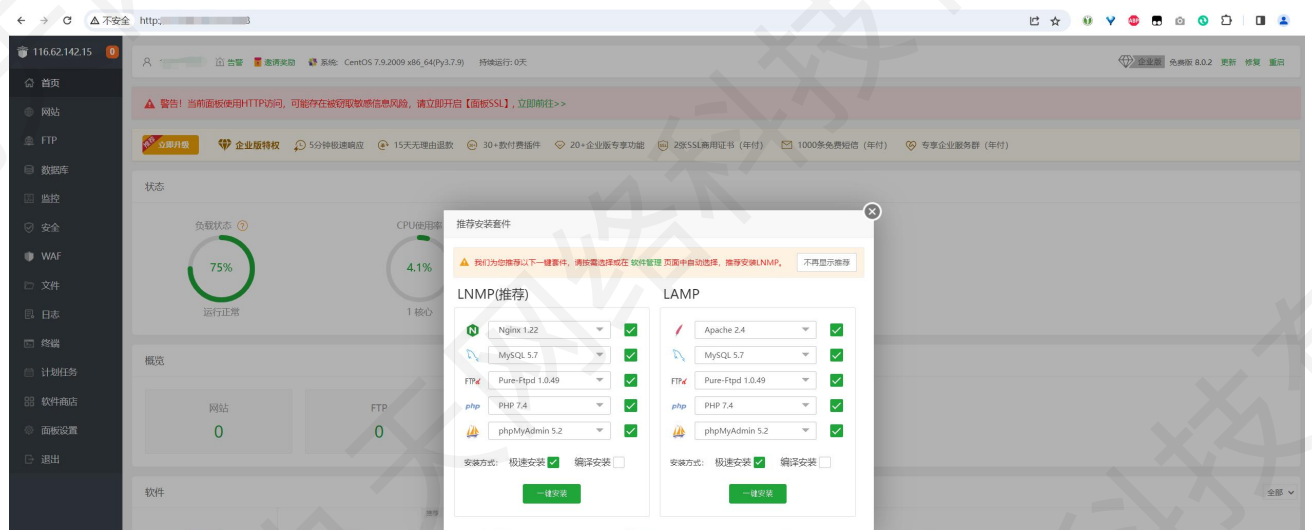 不安全 http:
116.62.142.15 0
告警 邀请奖励 系统: CentOS 7.9.2009 x86_64(Py3.7.9) 持续运行: 0天
企业版 免费版 8.0.2 更新 修复 重启
首页
网站
FTP
数据库
监控
安全
WAF
文件
日志
终端
计划任务
软件商店
面板设置
退出
警告! 当前面板使用HTTP访问, 可能存在被窃取敏感信息风险, 请立即开启【面板SSL】, 立即前往>>
推荐 立即升级 企业版特权 5分钟极速响应 15天无理由退款 30+款付费插件 20+企业版专享功能 2张SSL商用证书 (年付) 1000条免费短信 (年付) 专享企业服务群 (年付)
状态
负载状态
75%
运行正常
CPU使用率
4.1%
1 核心
概览
网站
0
FTP
0
软件
全部
推荐安装套件
我们为您推荐以下一键套件, 请按需选择或在 软件管理 页面中自动选择, 推荐安装LNMP。 不再显示推荐
LNMP(推荐)
Nginx 1.22
MySQL 5.7
FTPd Pure-Ftpd 1.0.49
php PHP 7.4
phpMyAdmin 5.2
安装方式: 极速安装 编译安装
一键安装
LAMP
Apache 2.4
MySQL 5.7
FTPd Pure-Ftpd 1.0.49
php PHP 7.4
phpMyAdmin 5.2
安装方式: 极速安装 编译安装
一键安装